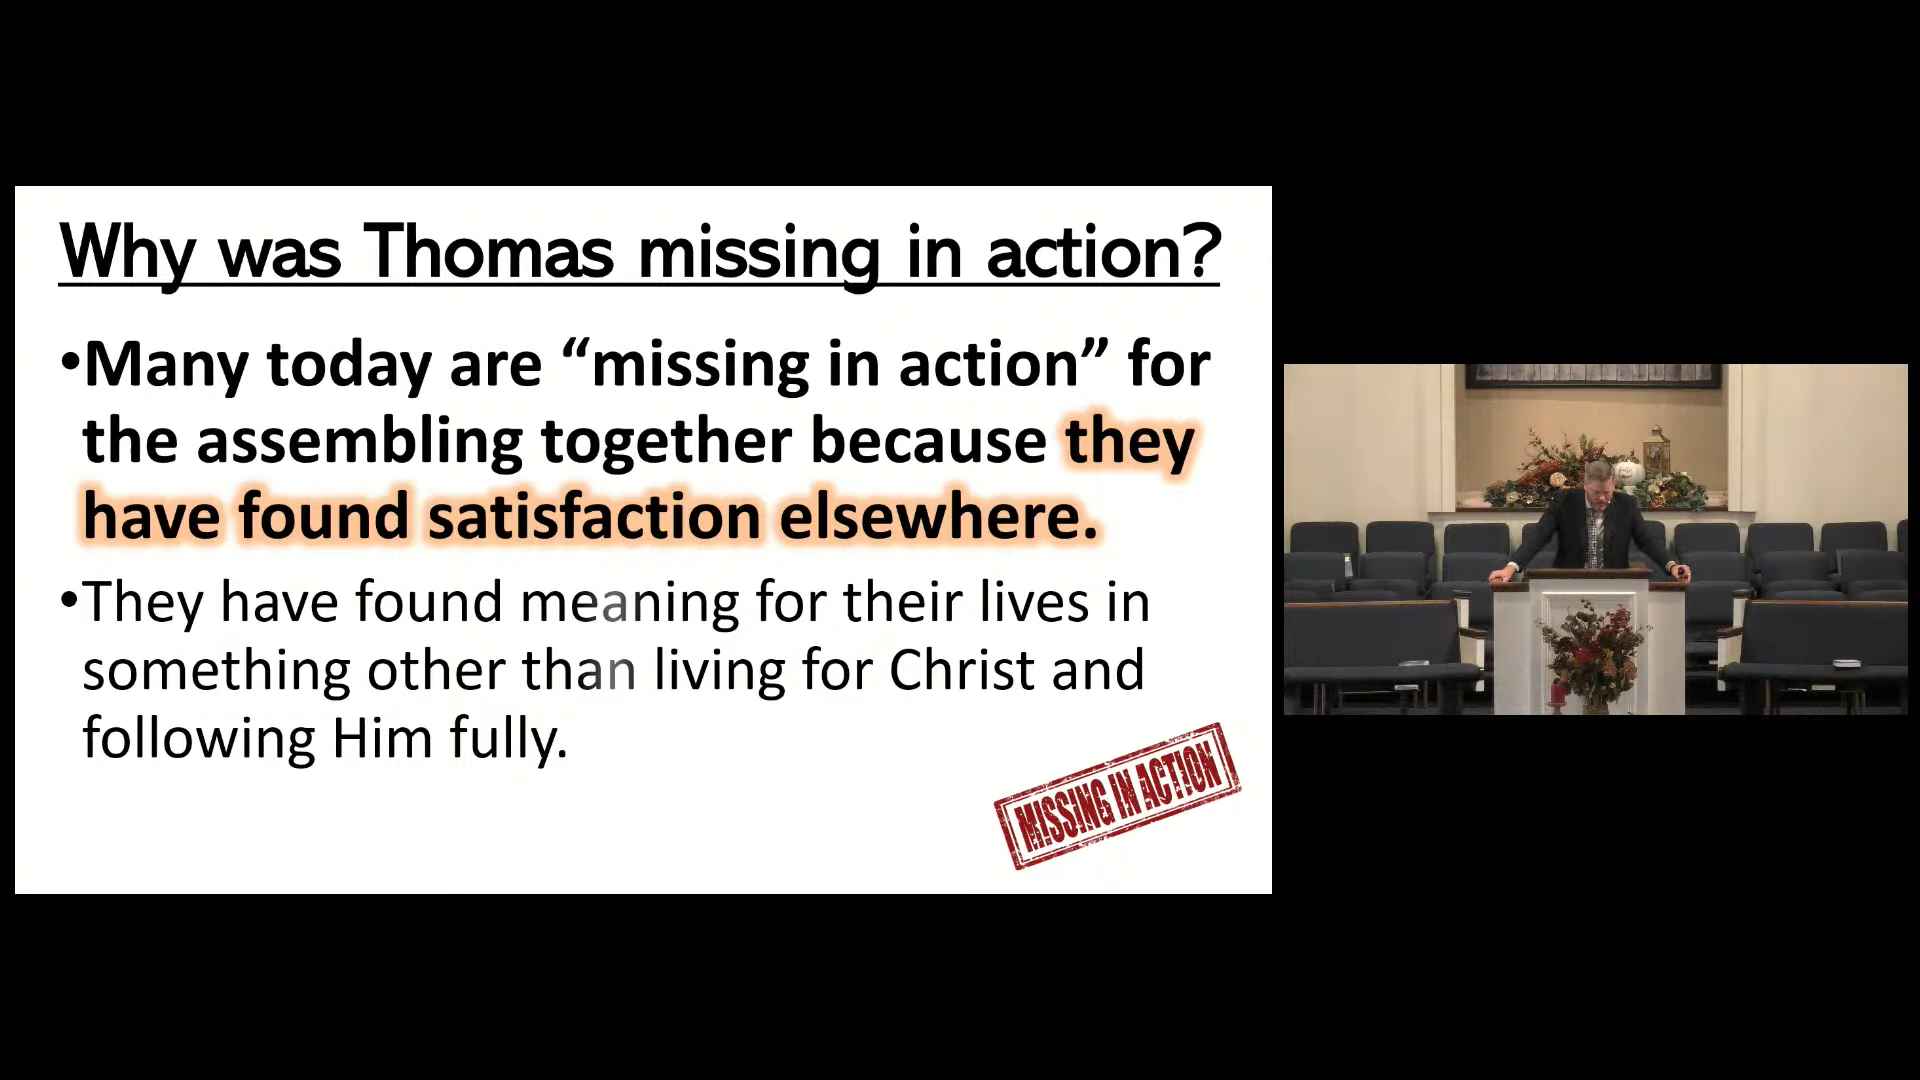 Why was Thomas missing in action?
•Many today are “missing in action” for
the assembling together because they
have found satisfaction elsewhere.
•They have found meaning for their lives in
something other than living for Christ and
following Him fully.
MISSING IN ACTION